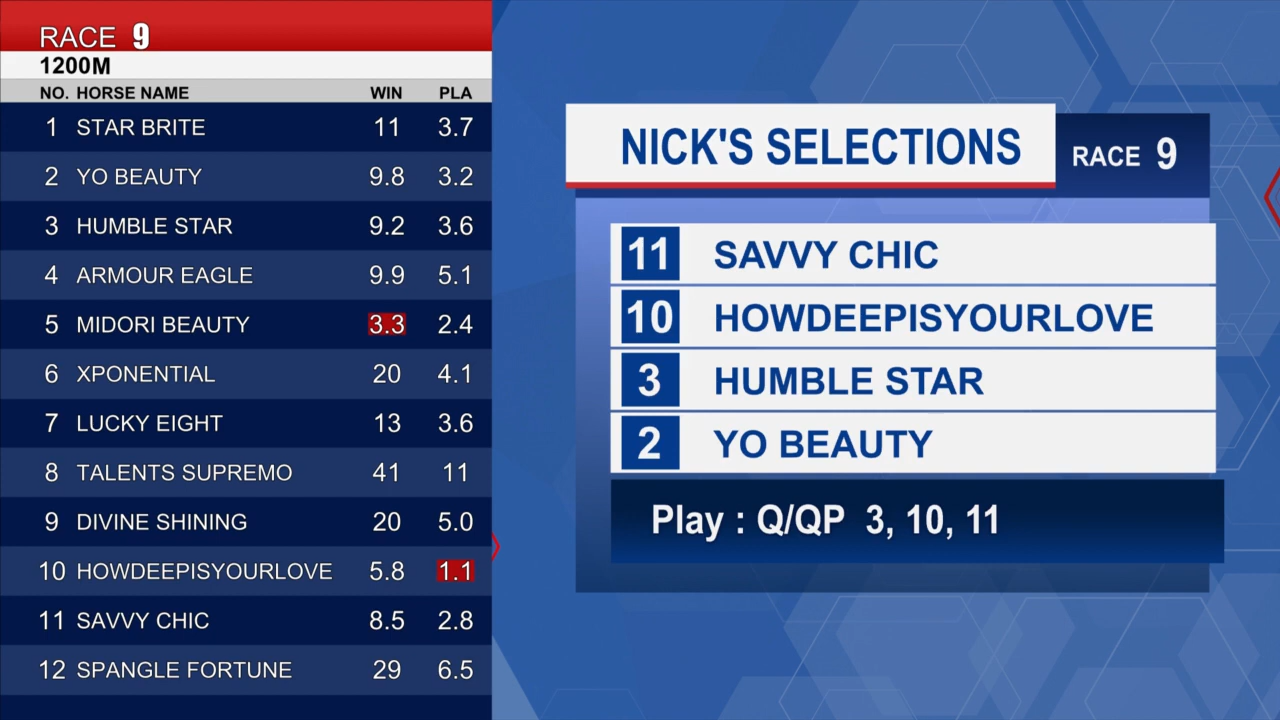 RACE 9
1200M
NO. HORSE NAME WIN PLA
1 STAR BRITE 11 3.7
2 YO BEAUTY 9.8 3.2
3 HUMBLE STAR 9.2 3.6
4 ARMOUR EAGLE 9.9 5.1
5 MIDORI BEAUTY 3.3 2.4
6 XPONENTIAL 20 4.1
7 LUCKY EIGHT 13 3.6
8 TALENTS SUPREMO 41 11
9 DIVINE SHINING 20 5.0
10 HOWDEEPISYOURLOVE 5.8 1.1
11 SAVVY CHIC 8.5 2.8
12 SPANGLE FORTUNE 29 6.5
NICK'S SELECTIONS RACE 9
11 SAVVY CHIC
10 HOWDEEPISYOURLOVE
3 HUMBLE STAR
2 YO BEAUTY
Play : Q/QP 3, 10, 11